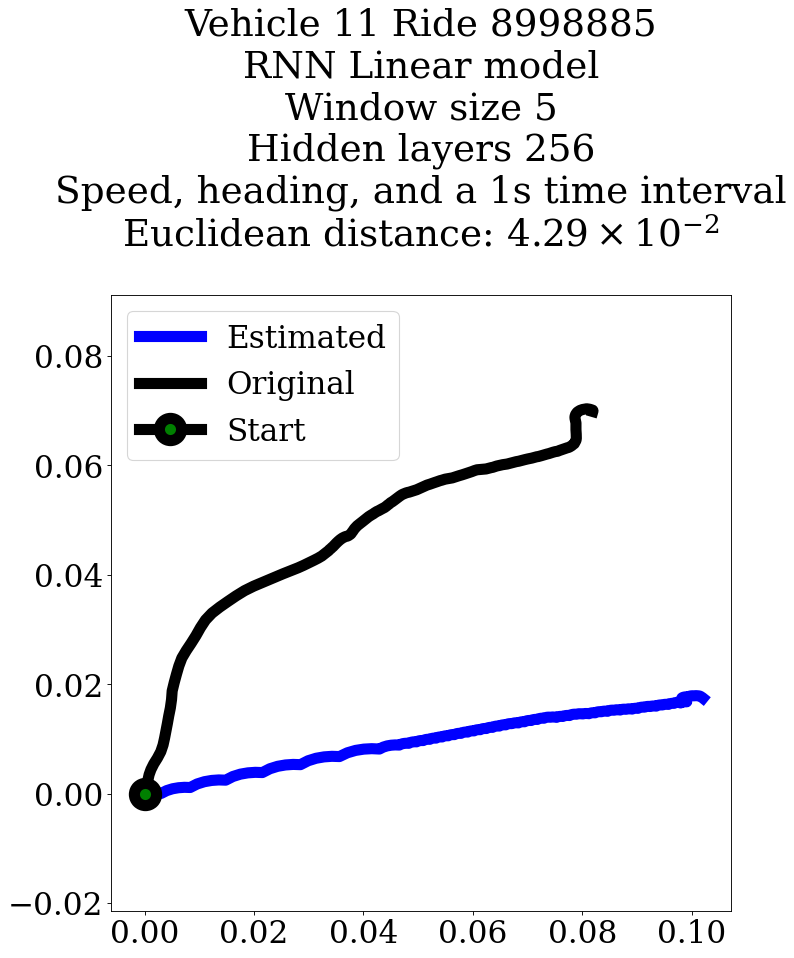 Vehicle 11 Ride 8998885
RNN Linear model
Window size 5
Hidden layers 256
Speed, heading, and a 1s time interval
Euclidean distance: 4.29 × 10⁻²
Estimated
Original
Start
0.08
0.06
0.04
0.02
0.00
−0.02
0.00 0.02 0.04 0.06 0.08 0.10